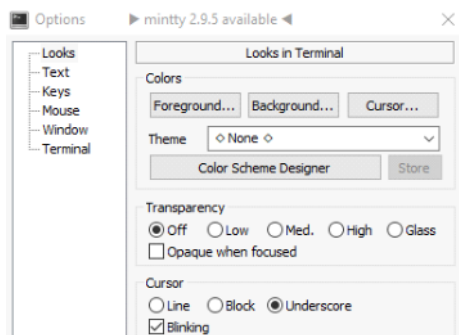 Options ▶ mintty 2.9.5 available ◀
Looks
Text
Keys
Mouse
Window
Terminal
Looks in Terminal
Colors
Foreground... Background... Cursor...
Theme ◇ None ◇
Color Scheme Designer Store
Transparency
Off Low Med. High Glass
Opaque when focused
Cursor
Line Block Underscore
Blinking